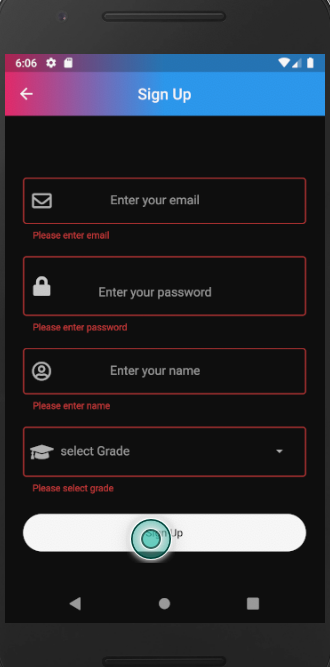 6:06
Sign Up
Enter your email
Please enter email
Enter your password
Please enter password
Enter your name
Please enter name
select Grade
Please select grade
Sign Up